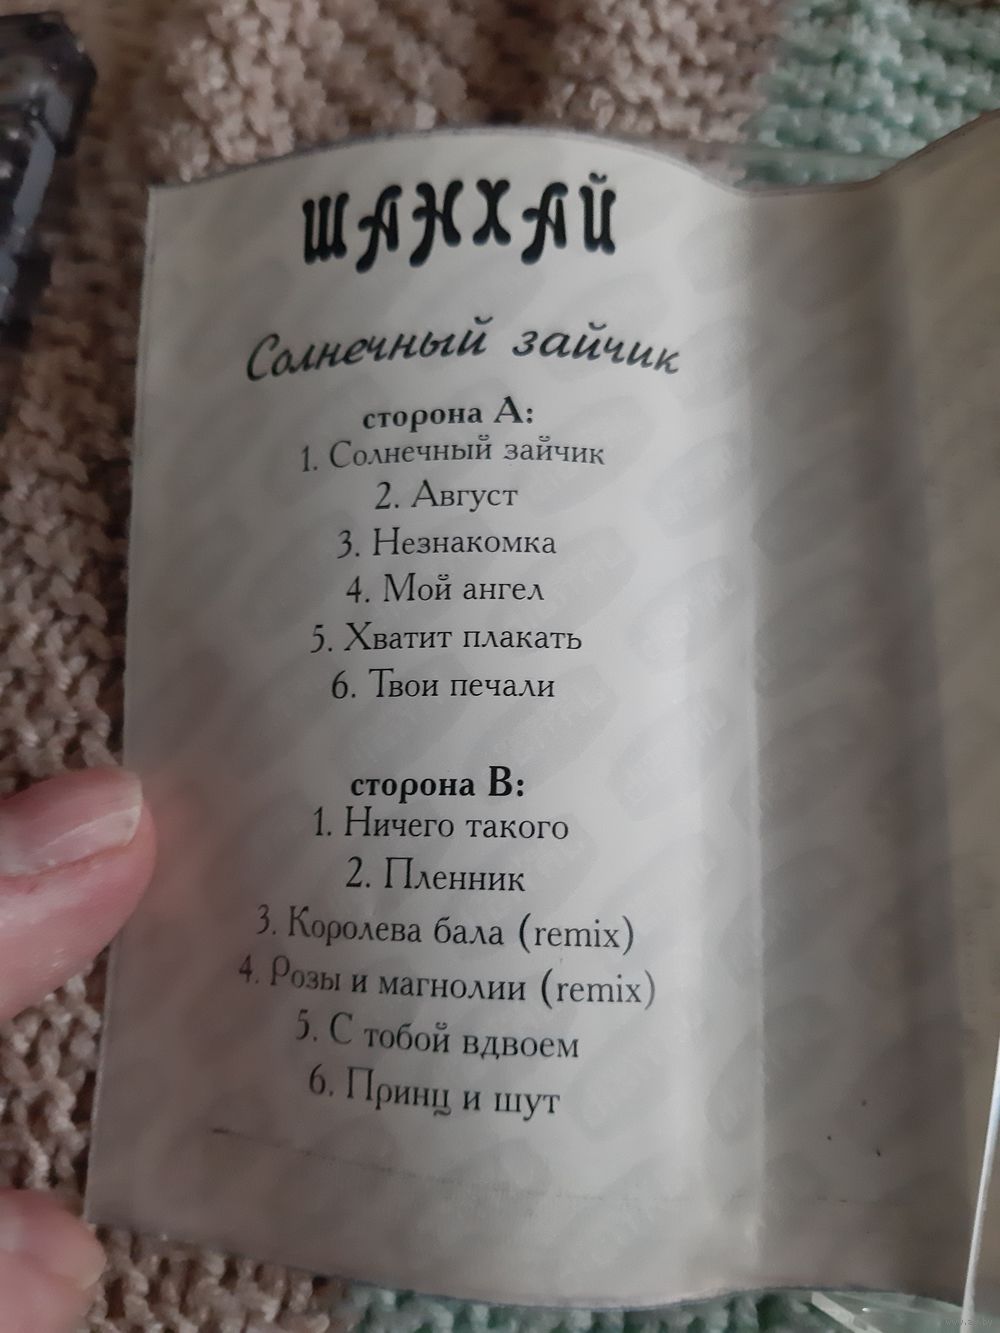 ШАНХАЙ
Солнечный зайчик
сторона А:
1. Солнечный зайчик
2. Август
3. Незнакомка
4. Мой ангел
5. Хватит плакать
6. Твои печали
сторона В:
1. Ничего такого
2. Пленник
3. Королева бала (remix)
4. Розы и магнолии (remix)
5. С тобой вдвоем
6. Принц и шут